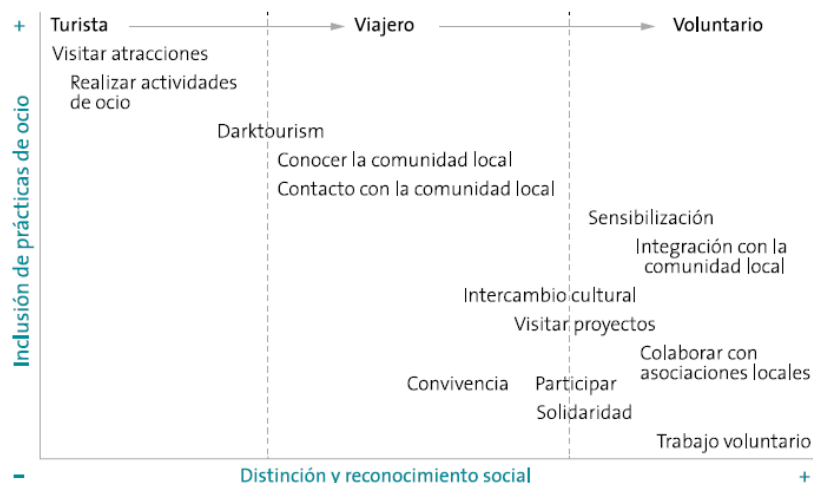 +
Turista
Viajero
Voluntario
Visitar atracciones
Realizar actividades
de ocio
Darktourism
Conocer la comunidad local
Contacto con la comunidad local
Sensibilización
Integración con la
comunidad local
Intercambio cultural
Visitar proyectos
Colaborar con
asociaciones locales
Convivencia
Participar
Solidaridad
Trabajo voluntario
Inclusión de prácticas de ocio
–
Distinción y reconocimiento social
+